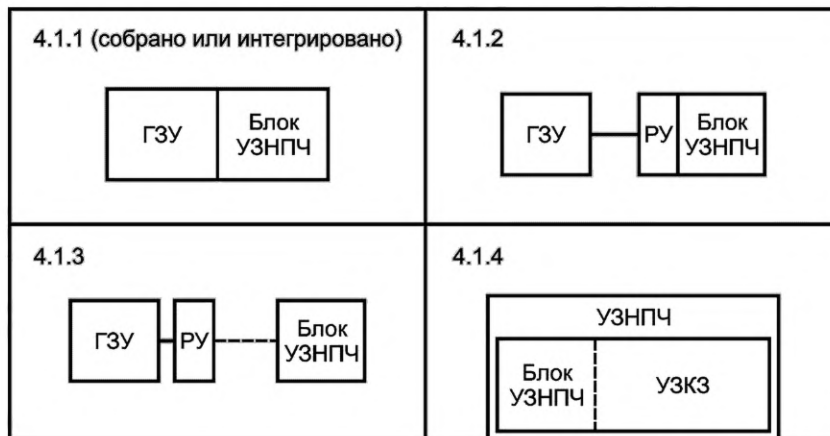 4.1.1 (собрано или интегрировано)
ГЗУ
Блок
УЗНПЧ
4.1.2
ГЗУ
РУ
Блок
УЗНПЧ
4.1.3
ГЗУ
РУ
Блок
УЗНПЧ
4.1.4
УЗНПЧ
Блок
УЗНПЧ
УЗКЗ